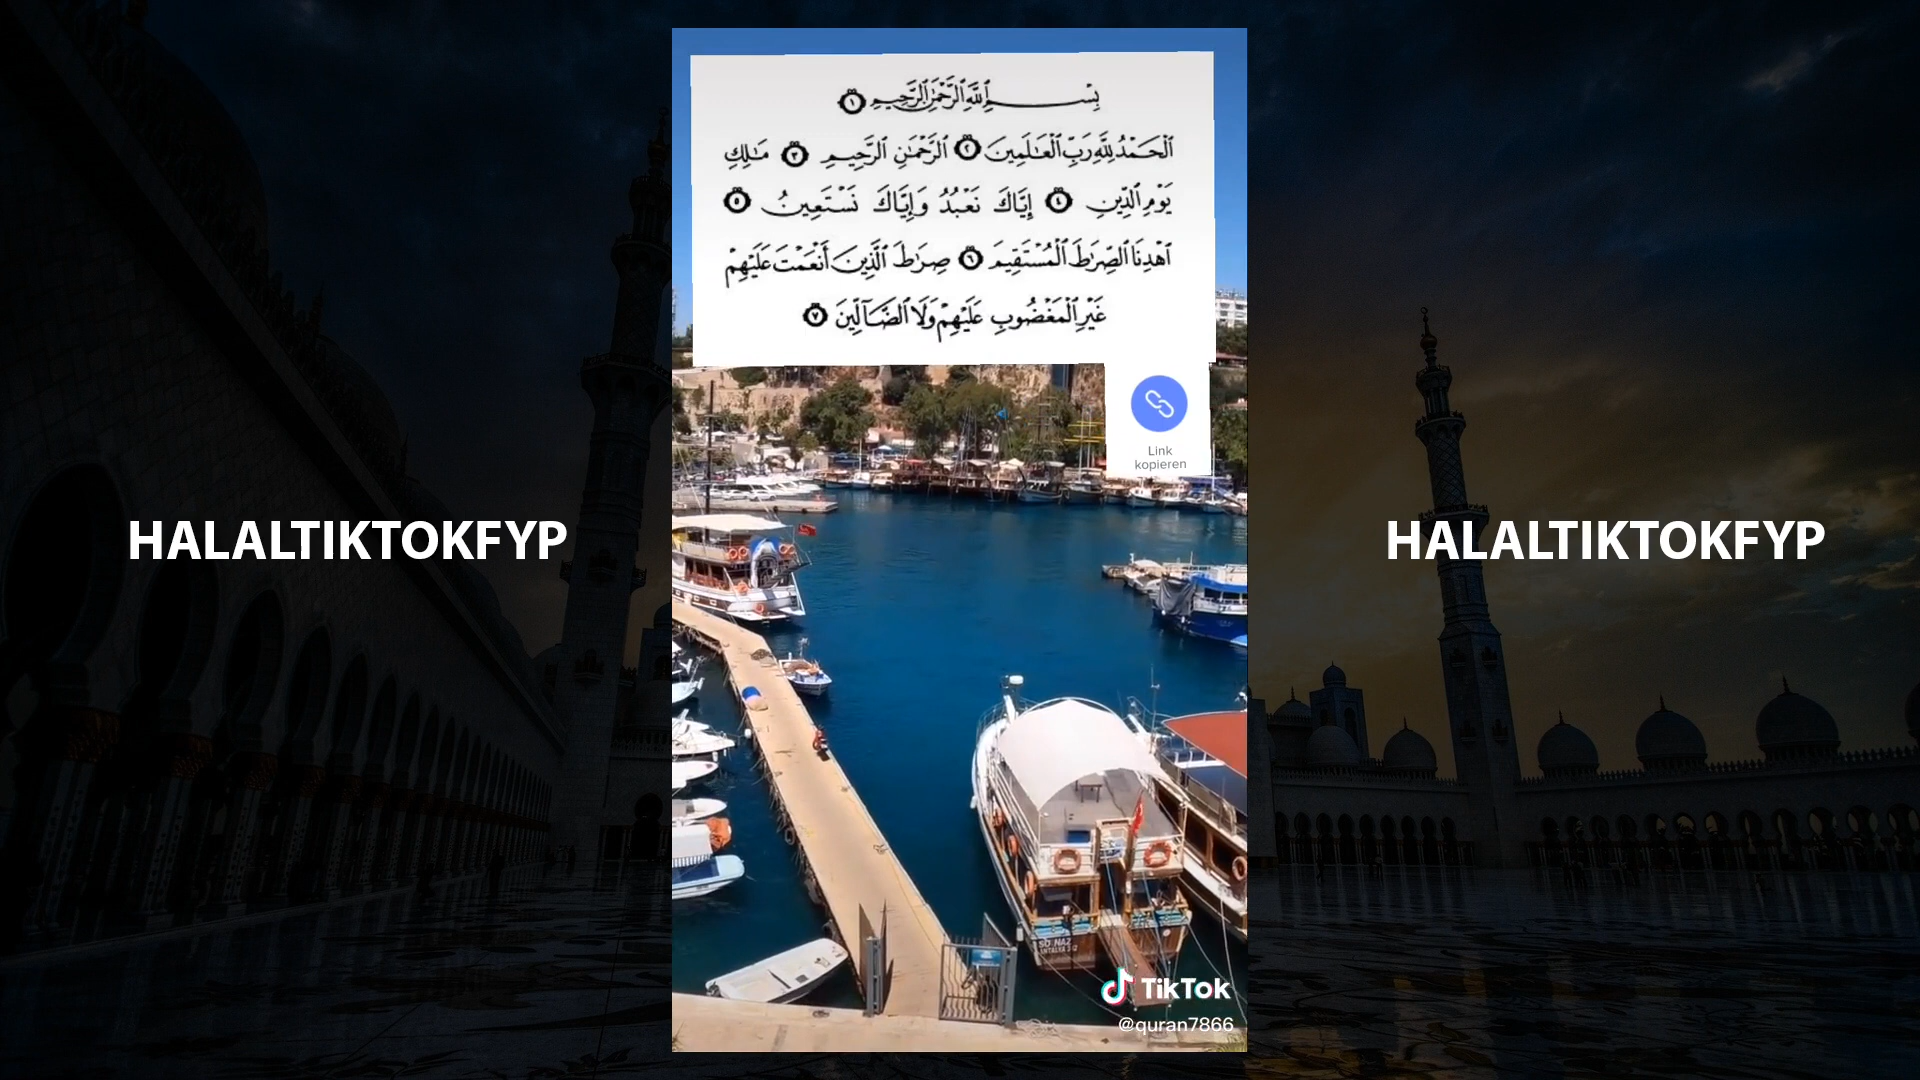 بِسْمِ ٱللَّهِ ٱلرَّحْمَٰنِ ٱلرَّحِيمِ ١
ٱلْحَمْدُ لِلَّهِ رَبِّ ٱلْعَٰلَمِينَ ٢ ٱلرَّحْمَٰنِ ٱلرَّحِيمِ ٣ مَٰلِكِ
يَوْمِ ٱلدِّينِ ٤ إِيَّاكَ نَعْبُدُ وَإِيَّاكَ نَسْتَعِينُ ٥
ٱهْدِنَا ٱلصِّرَٰطَ ٱلْمُسْتَقِيمَ ٦ صِرَٰطَ ٱلَّذِينَ أَنْعَمْتَ عَلَيْهِمْ
غَيْرِ ٱلْمَغْضُوبِ عَلَيْهِمْ وَلَا ٱلضَّآلِّينَ ٧
Link
kopieren
HALALTIKTOKFYP
HALALTIKTOKFYP
TikTok
@quran7866